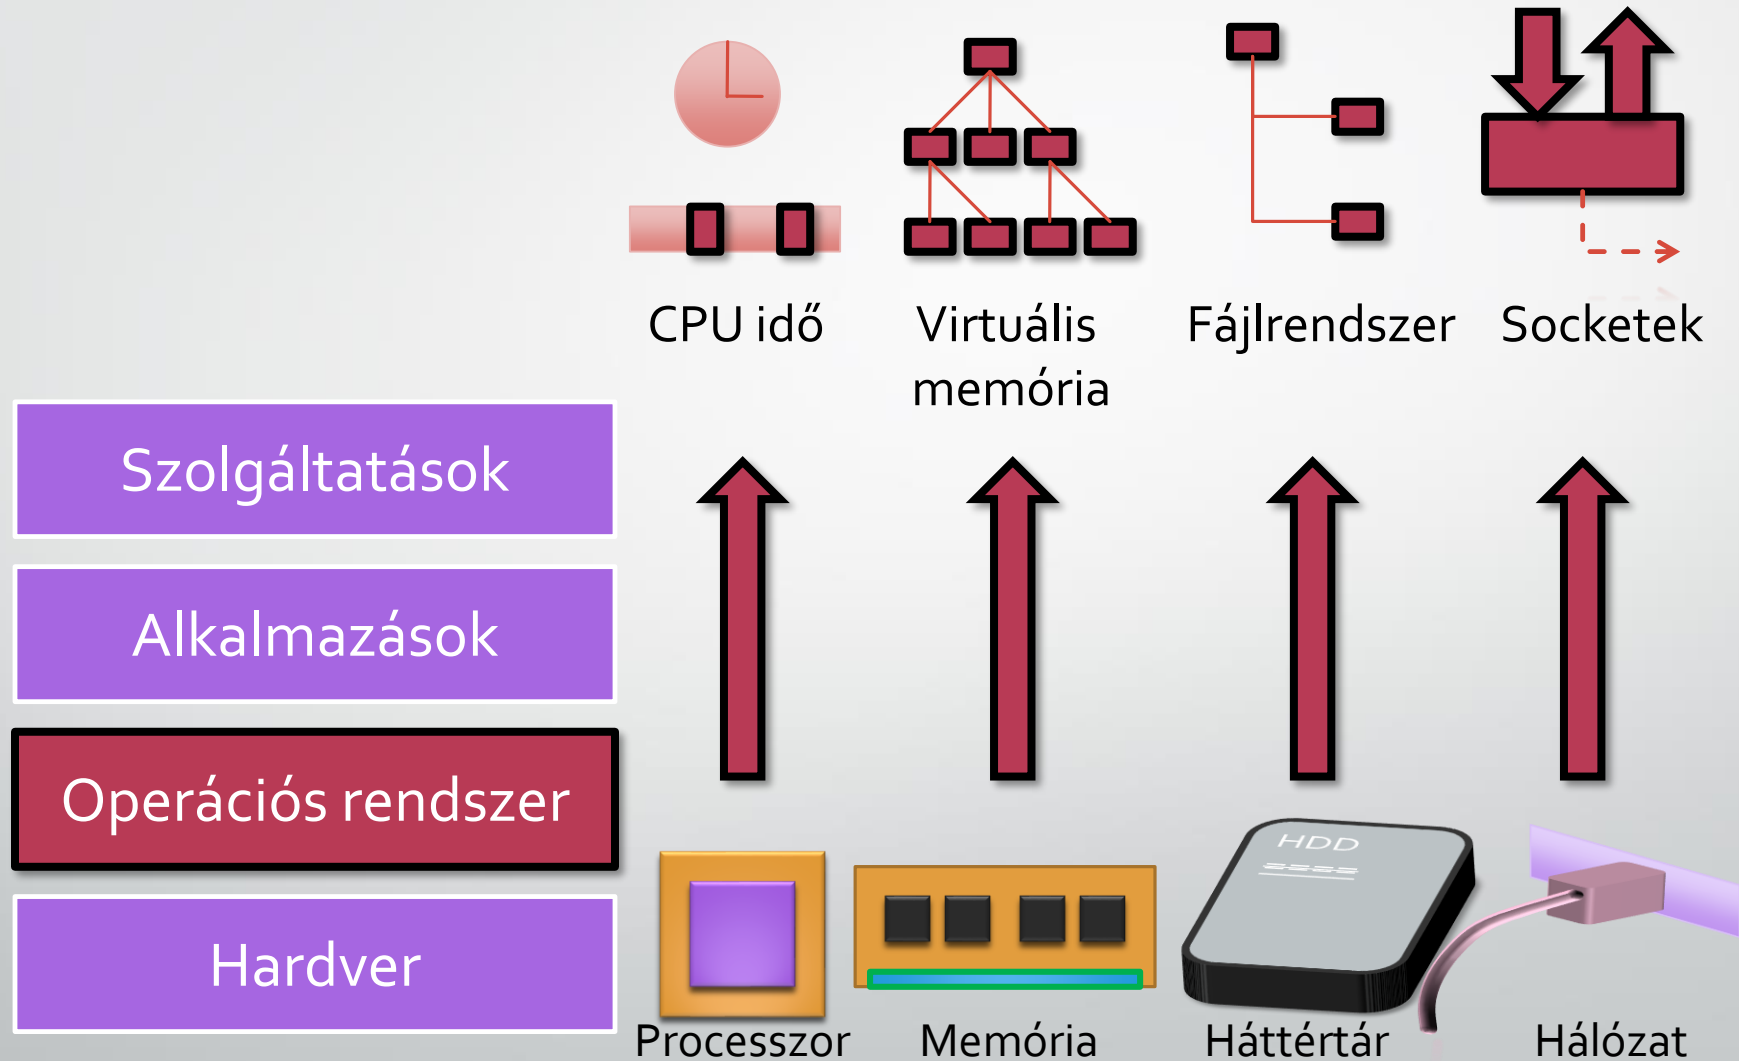 CPU idő
Virtuális
memória
Fájlrendszer
Socketek
Szolgáltatások
Alkalmazások
Operációs rendszer
Hardver
HDD
Processzor
Memória
Háttértár
Hálózat